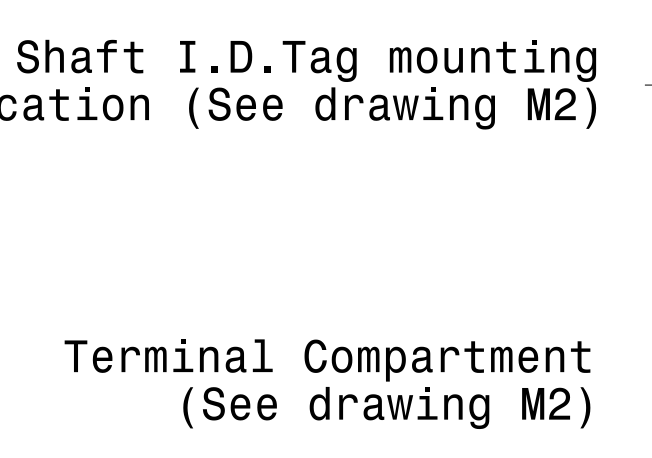 Shaft I.D.Tag mounting
cation (See drawing M2)
Terminal Compartment
(See drawing M2)